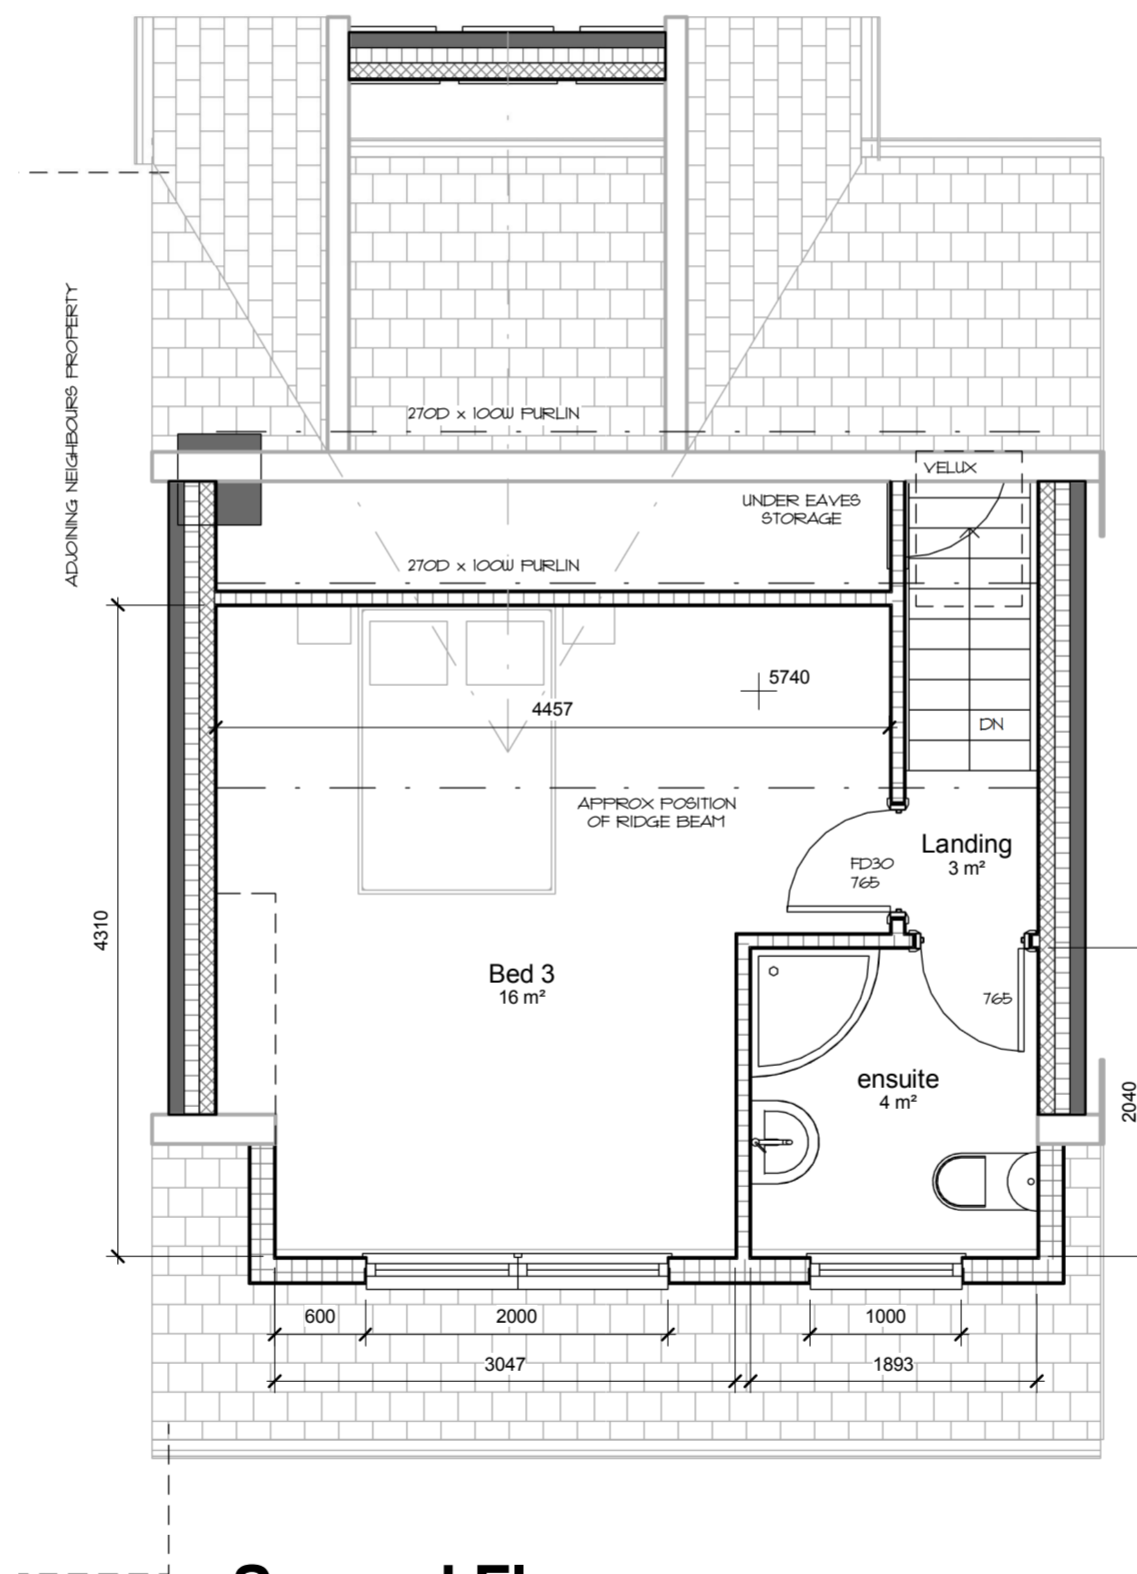 ADJOINING NEIGHBOURS PROPERTY
270D x 100W PURLIN
VELUX
UNDER EAVES
STORAGE
270D x 100W PURLIN
5740
4457
DN
APPROX POSITION
OF RIDGE BEAM
Landing
3 m²
FD30
765
4310
Bed 3
16 m²
765
ensuite
4 m²
2040
600
2000
1000
3047
1893